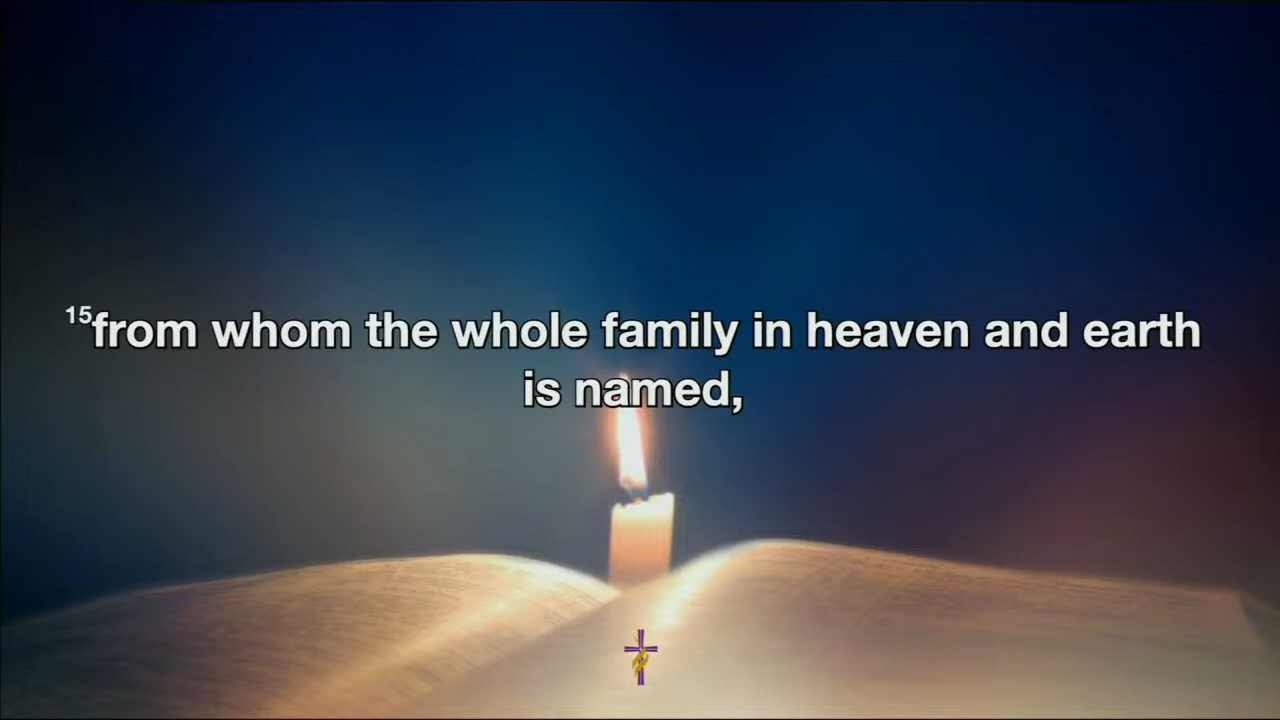 15from whom the whole family in heaven and earth
is named,